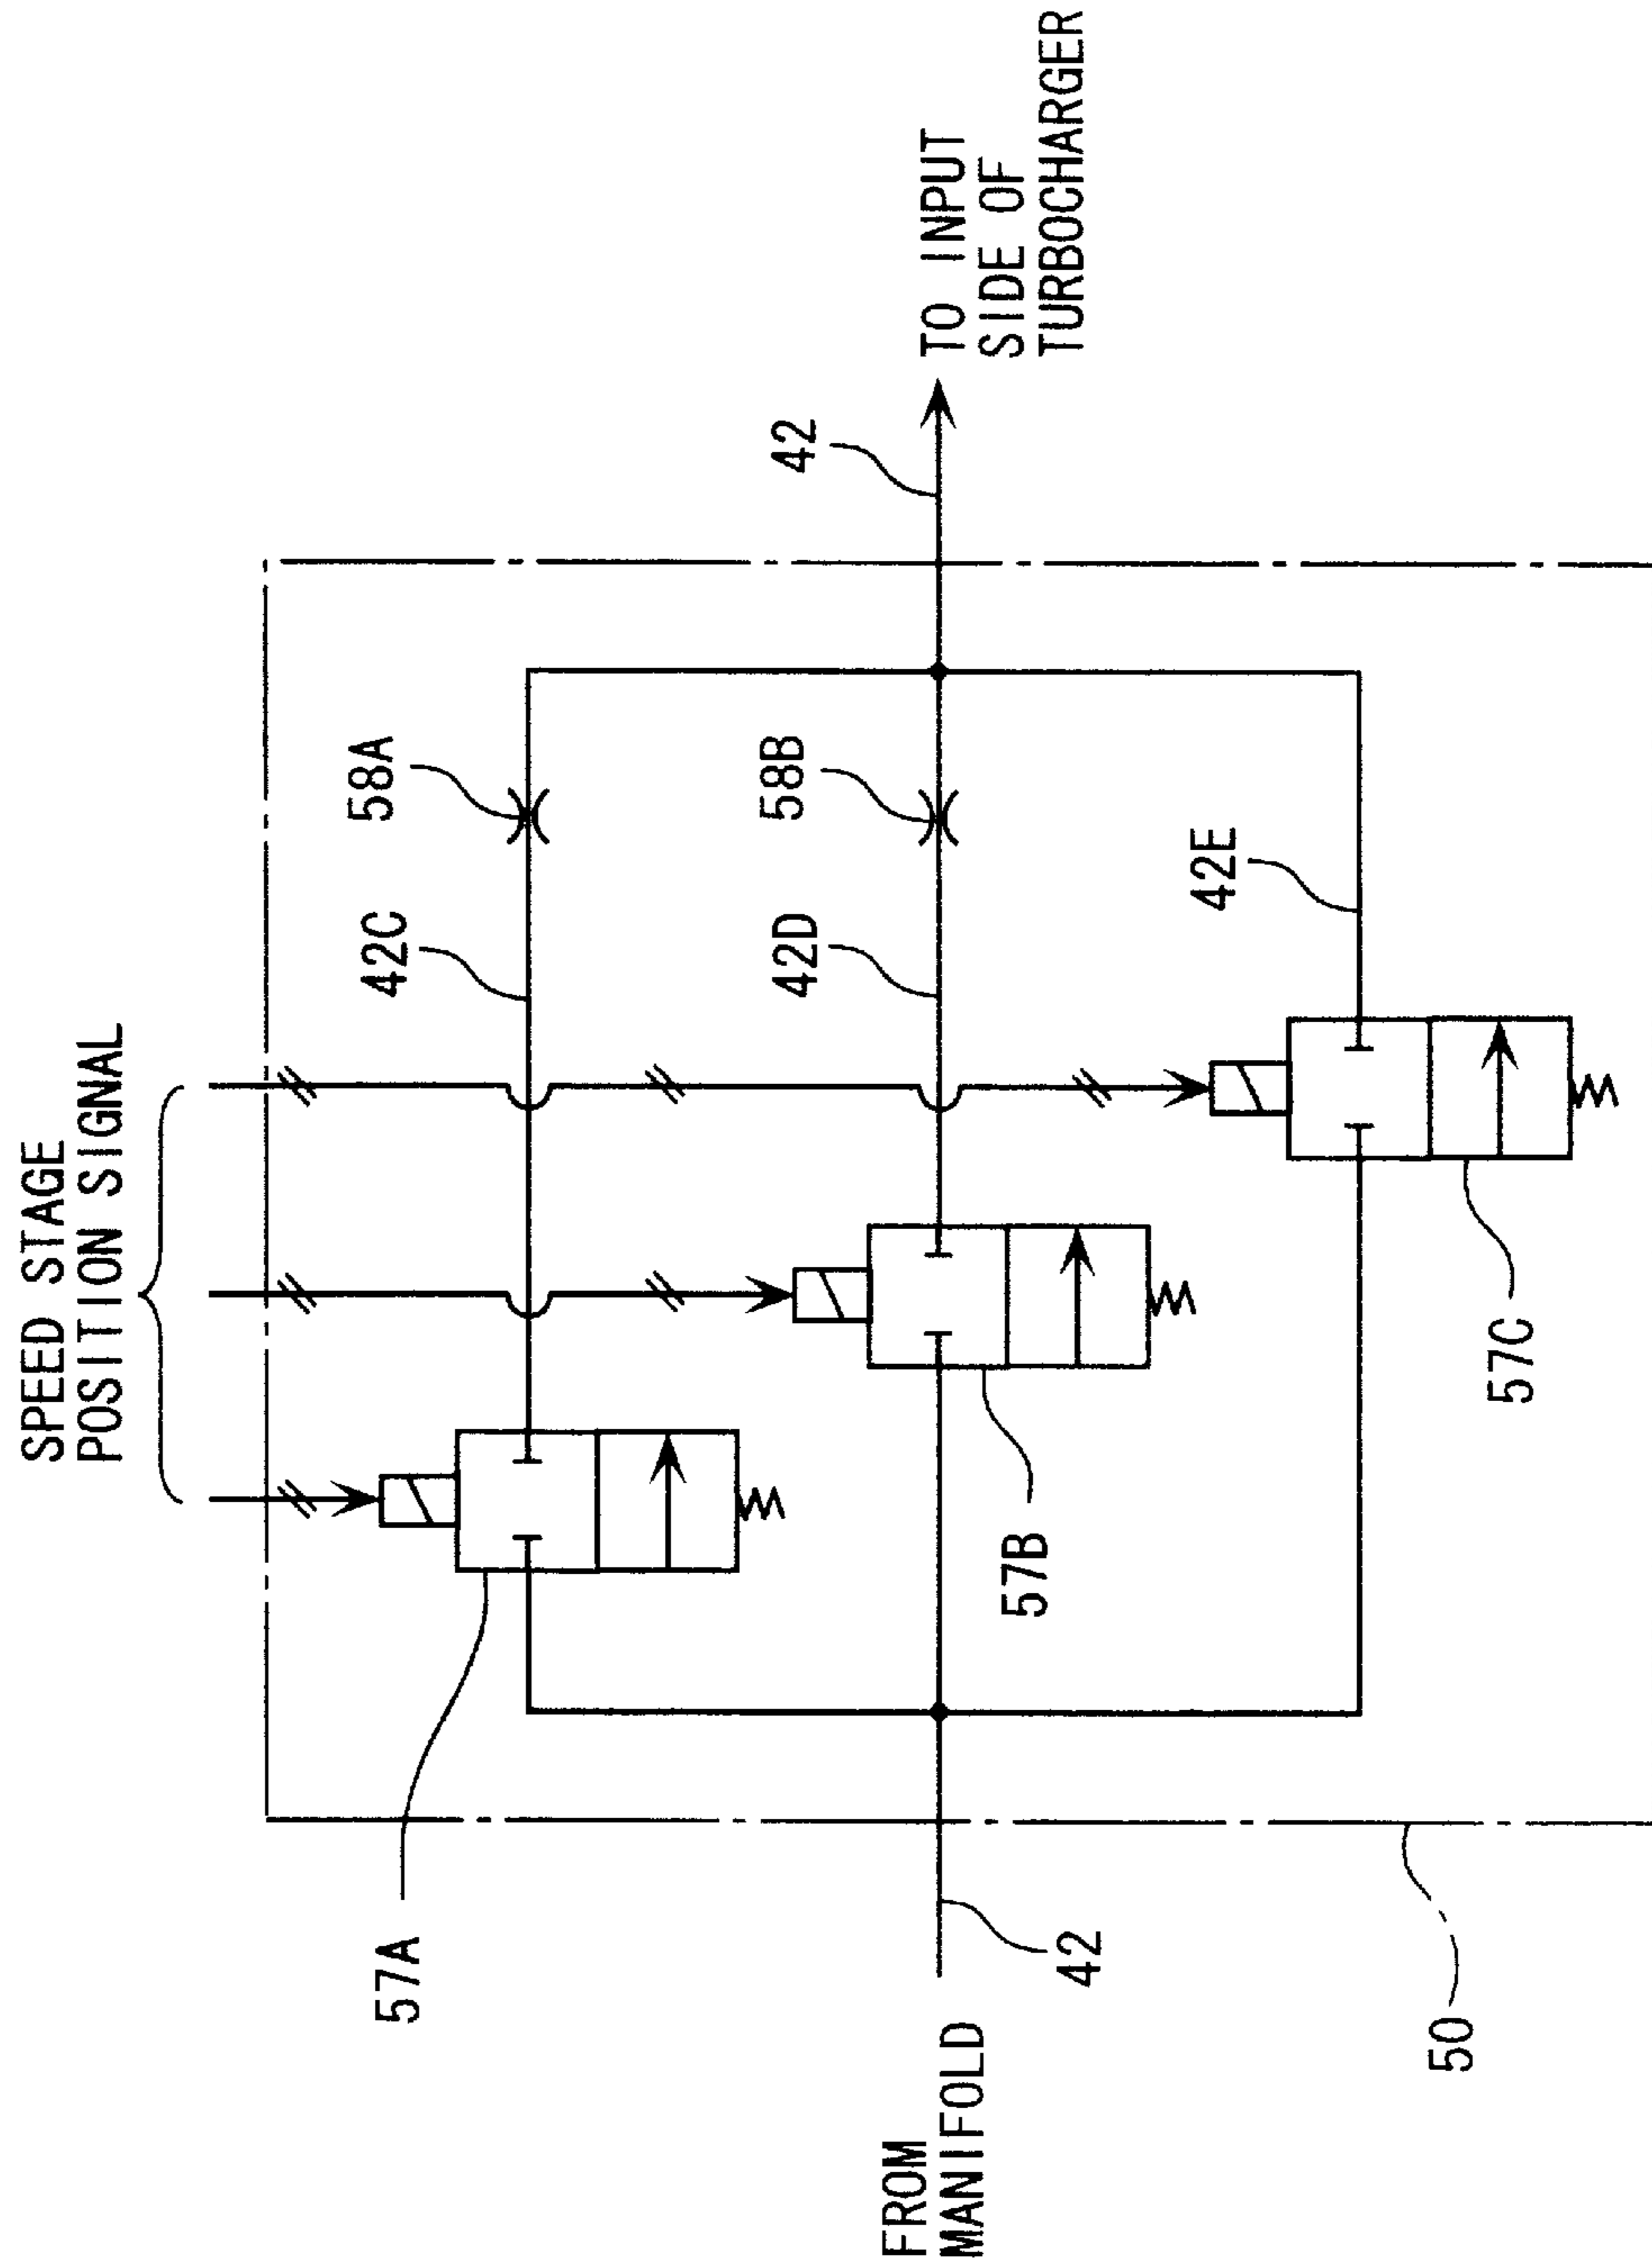 SPEED STAGE
POSITION SIGNAL
57A
42C
58A
FROM
MANIFOLD
42
57B
42D
58B
42
TO INPUT
SIDE OF
TURBOCHARGER
50
57C
42E